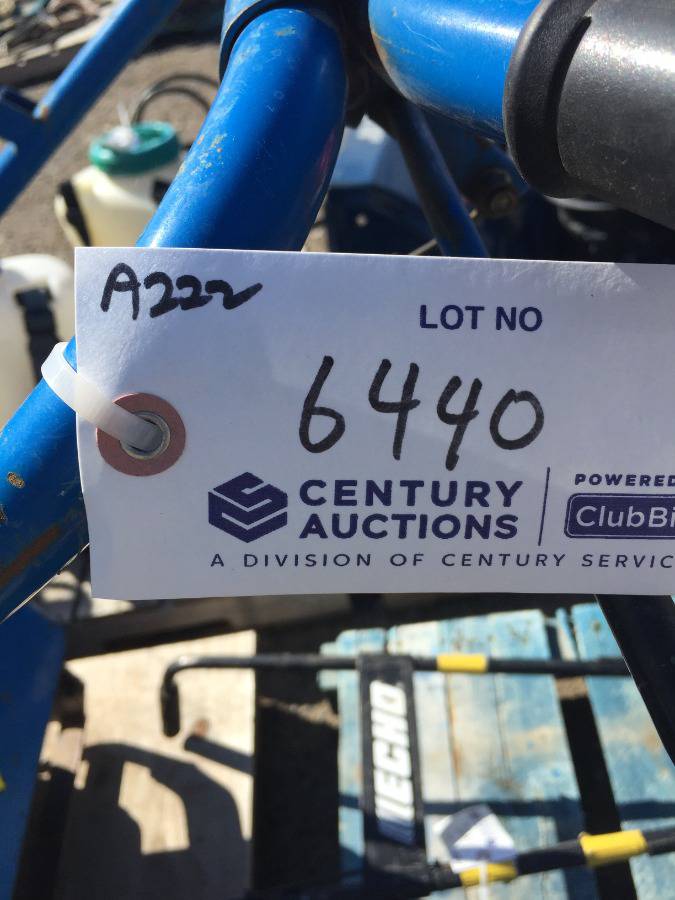 A222
LOT NO
6440
CENTURY
AUCTIONS
POWERED
ClubBi
A DIVISION OF CENTURY SERVIC
ECHO